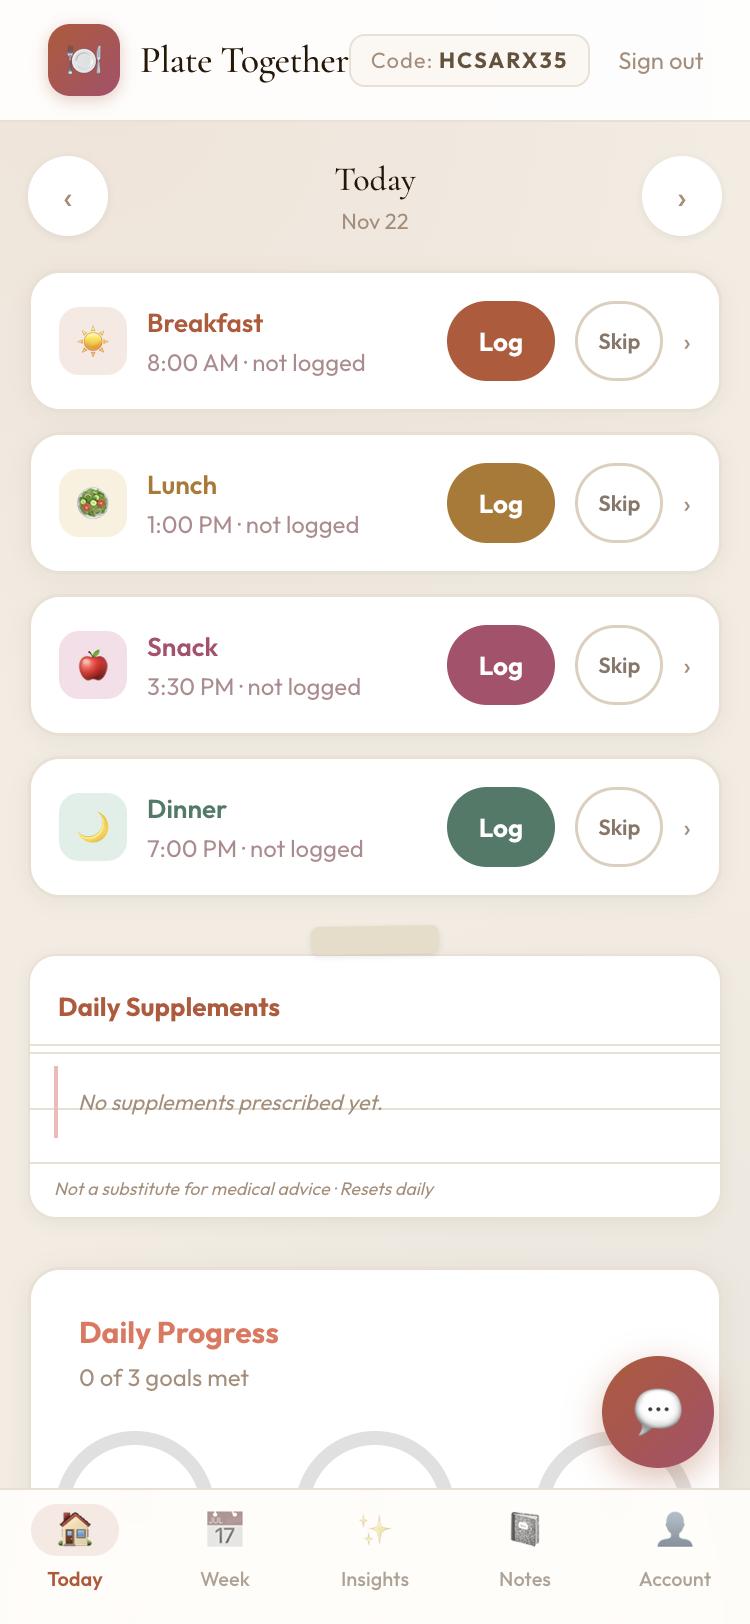 Plate Together
Code: HCSARX35
Sign out
‹
Today
›
Nov 22
Breakfast
8:00 AM · not logged
Log
Skip
›
Lunch
1:00 PM · not logged
Log
Skip
›
Snack
3:30 PM · not logged
Log
Skip
›
Dinner
7:00 PM · not logged
Log
Skip
›
Daily Supplements
No supplements prescribed yet.
Not a substitute for medical advice · Resets daily
Daily Progress
0 of 3 goals met
JUL
17
Today
Week
Insights
Notes
Account